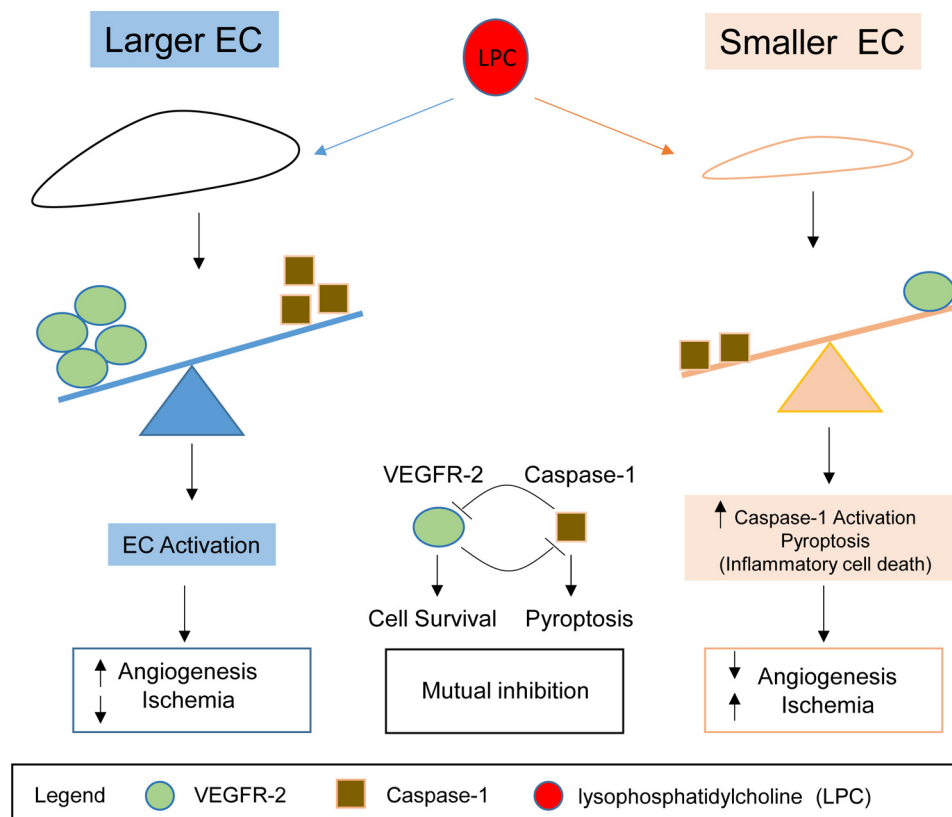 Larger EC
LPC
Smaller EC
VEGFR-2
Caspase-1
EC Activation
Cell Survival
Pyroptosis
↑ Caspase-1 Activation
Pyroptosis
(Inflammatory cell death)
↑ Angiogenesis
↓ Ischemia
Mutual inhibition
↓ Angiogenesis
↑ Ischemia
Legend
VEGFR-2
Caspase-1
lysophosphatidylcholine (LPC)